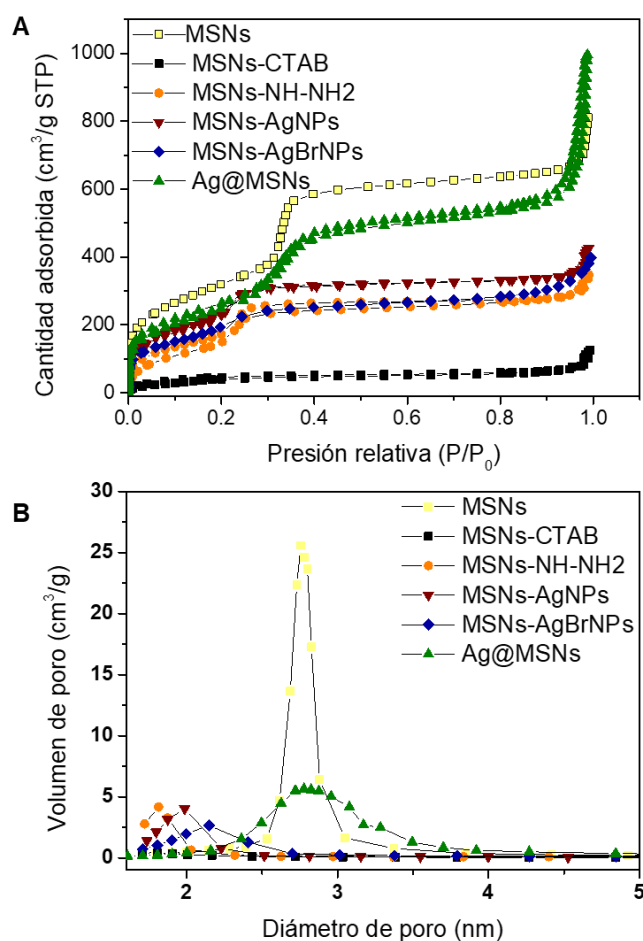 A
1000
800
600
400
200
0
Cantidad adsorbida (cm³/g STP)
MSNs
MSNs-CTAB
MSNs-NH-NH2
MSNs-AgNPs
MSNs-AgBrNPs
Ag@MSNs
0.0 0.2 0.4 0.6 0.8 1.0
Presión relativa (P/P₀)
B
30
25
20
15
10
5
0
Volumen de poro (cm³/g)
MSNs
MSNs-CTAB
MSNs-NH-NH2
MSNs-AgNPs
MSNs-AgBrNPs
Ag@MSNs
2 3 4 5
Diámetro de poro (nm)